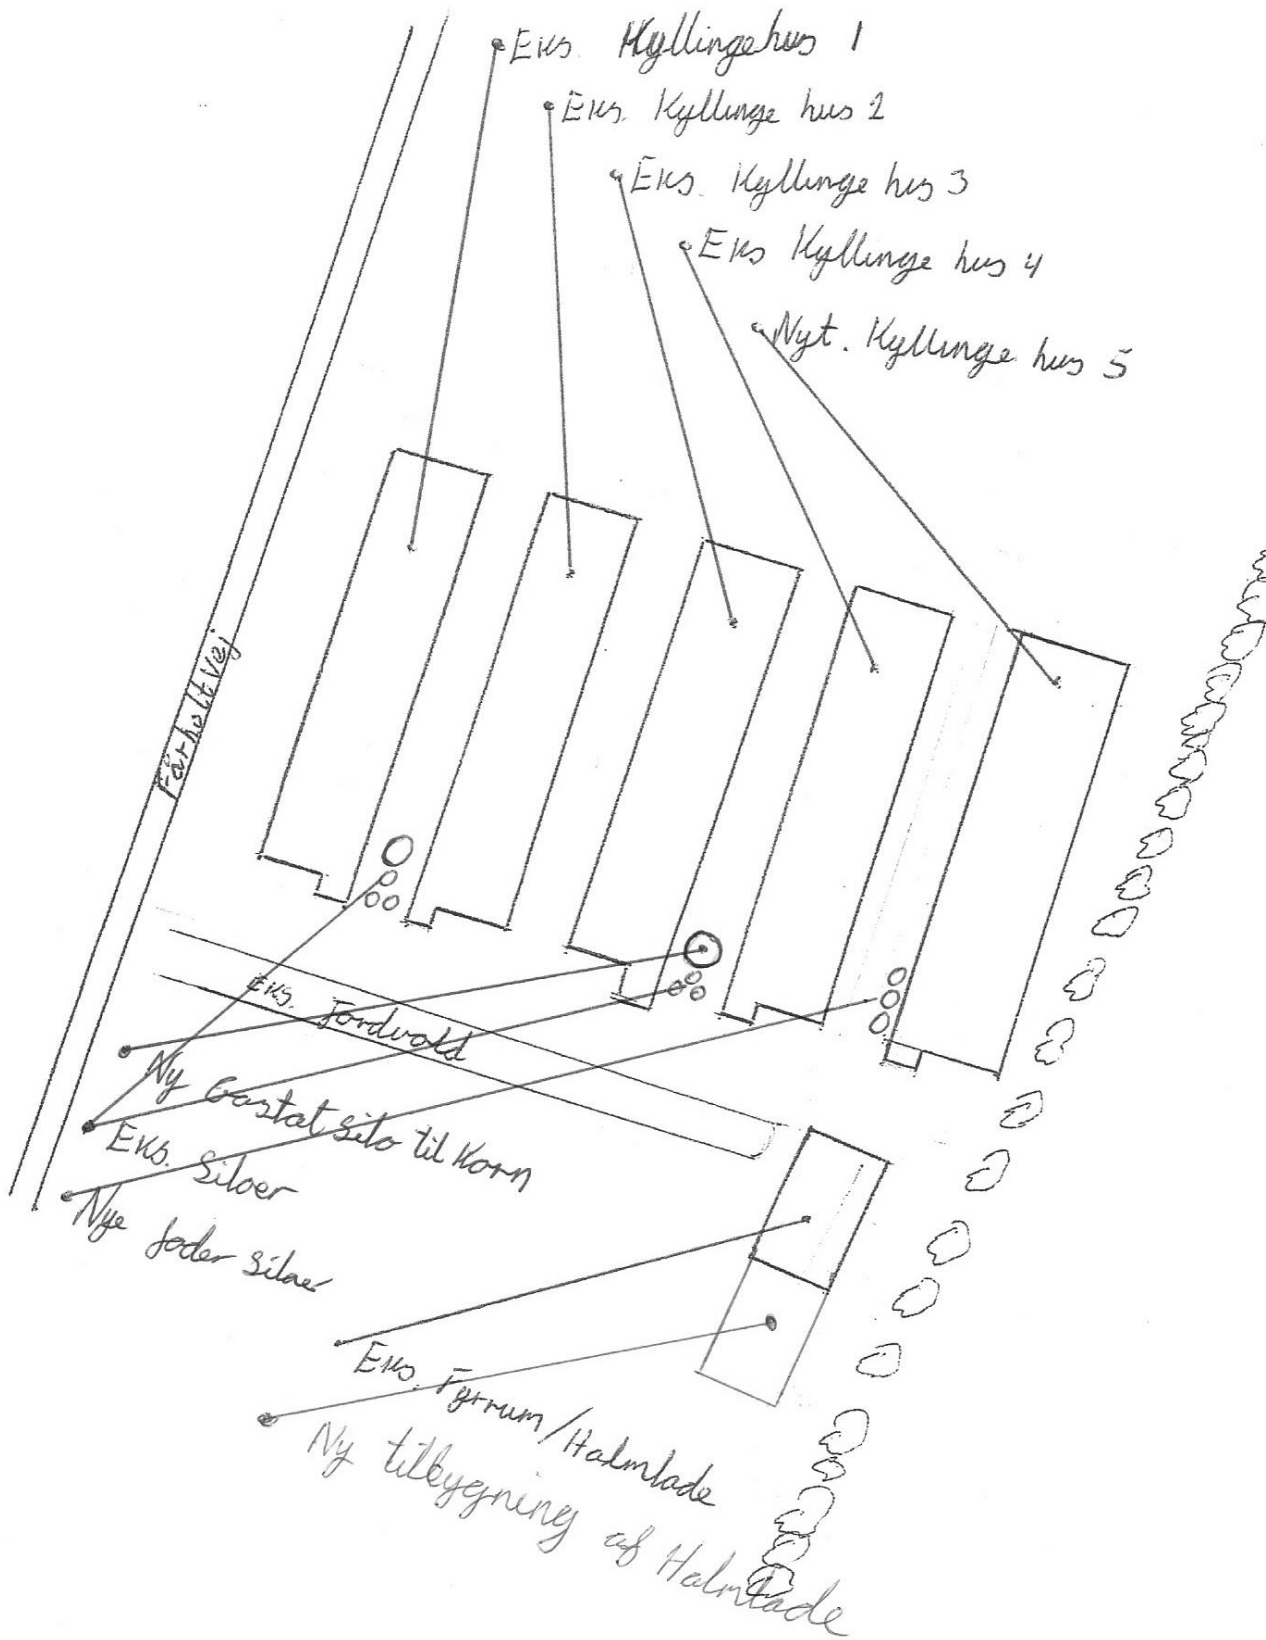 Eks. Kyllingehus 1
Eks. Kyllinge hus 2
Eks. Kyllinge hus 3
Eks Kyllinge hus 4
Nyt. Kyllinge hus 5
Fårholtvej
Eks. Jordvold
Ny Gastæt silo til Korn
Eks. Siloer
Nye foder siloer
Eks. Fyrrum/Halmlade
Ny tilbygning af Halmlade